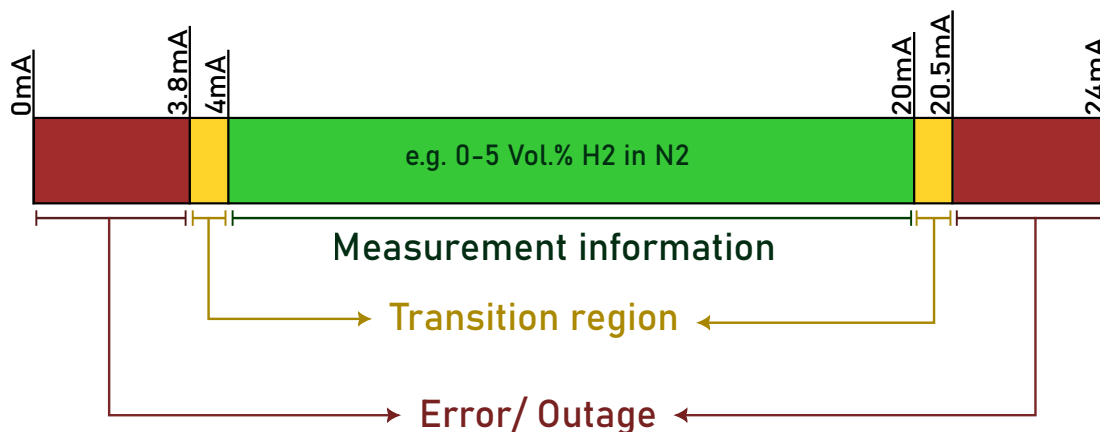 0mA
3.8mA
4mA
20mA
20.5mA
24mA
e.g. 0-5 Vol.% H2 in N2
Measurement information
Transition region
Error/ Outage